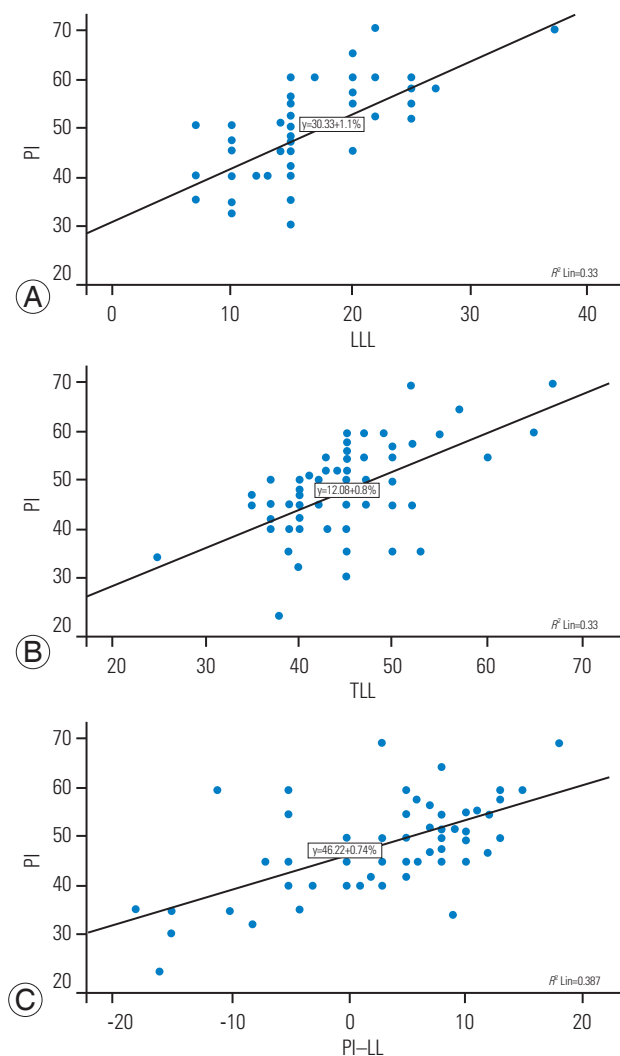 70
60
50
40
30
20
PI
y=30.33+1.1%
R² Lin=0.33
A
0 10 20 30 40
LLL
70
60
50
40
30
20
PI
y=12.08+0.8%
R² Lin=0.33
B
20 30 40 50 60 70
TLL
70
60
50
40
30
20
PI
y=46.22+0.74%
R² Lin=0.387
C
-20 -10 0 10 20
PI–LL